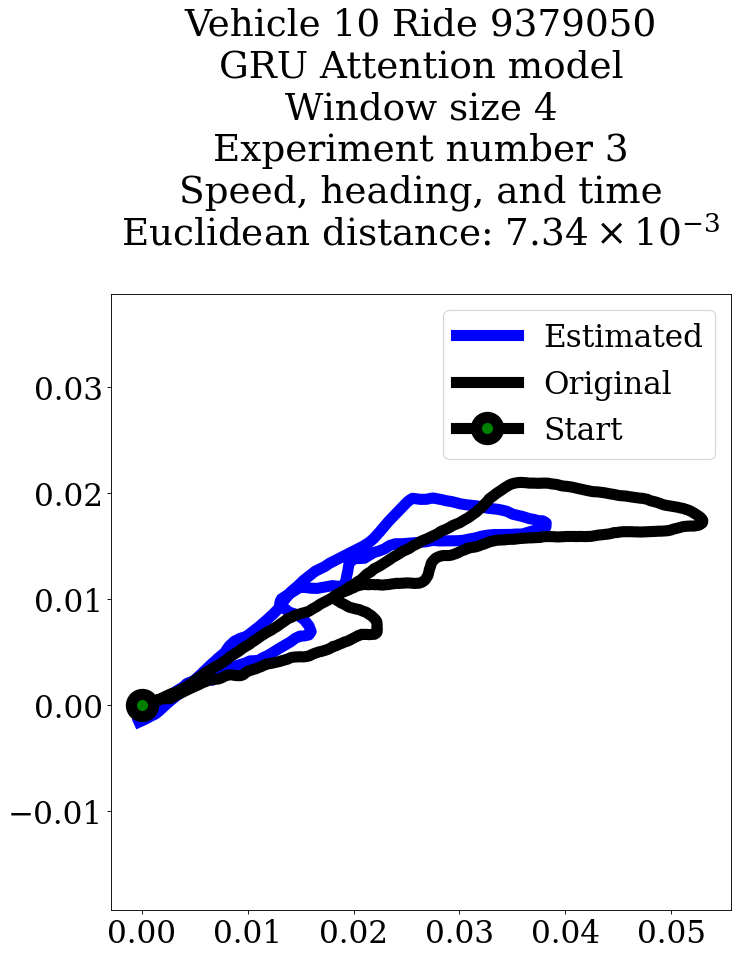 Vehicle 10 Ride 9379050
GRU Attention model
Window size 4
Experiment number 3
Speed, heading, and time
Euclidean distance: 7.34 × 10⁻³
Estimated
Original
Start
0.03
0.02
0.01
0.00
−0.01
0.00 0.01 0.02 0.03 0.04 0.05